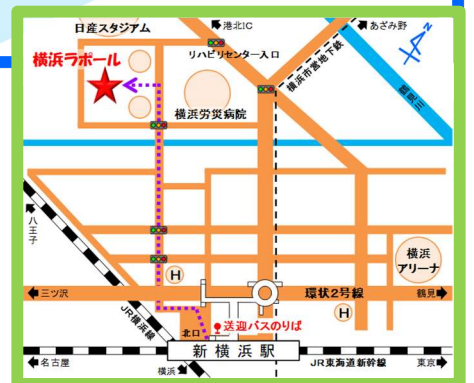 日産スタジアム
港北IC
あざみ野
N
横浜ラポール
リハビリセンター入口
横浜市営地下鉄
鶴見川
横浜労災病院
八王子
横浜
アリーナ
H
三ツ沢
環状2号線
鶴見
JR横浜線
北口
送迎バスのりば
H
新横浜駅
名古屋
横浜
JR東海道新幹線
東京